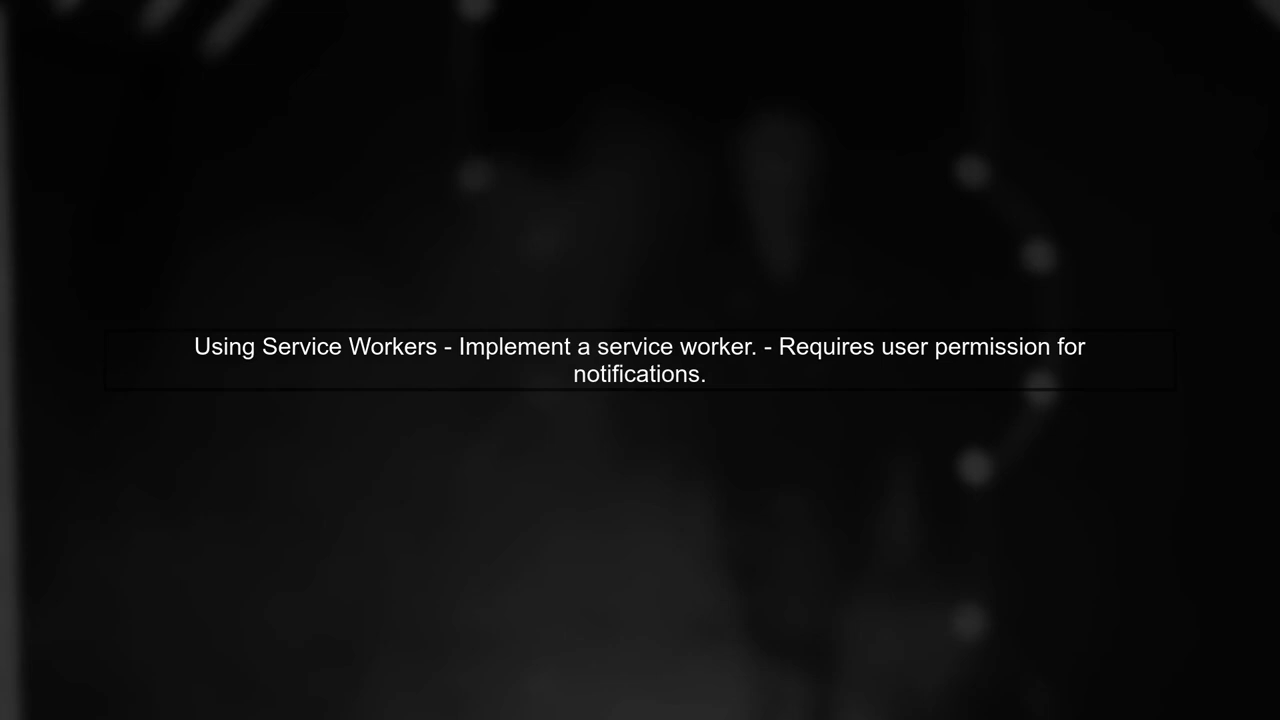 Using Service Workers - Implement a service worker. - Requires user permission for
notifications.